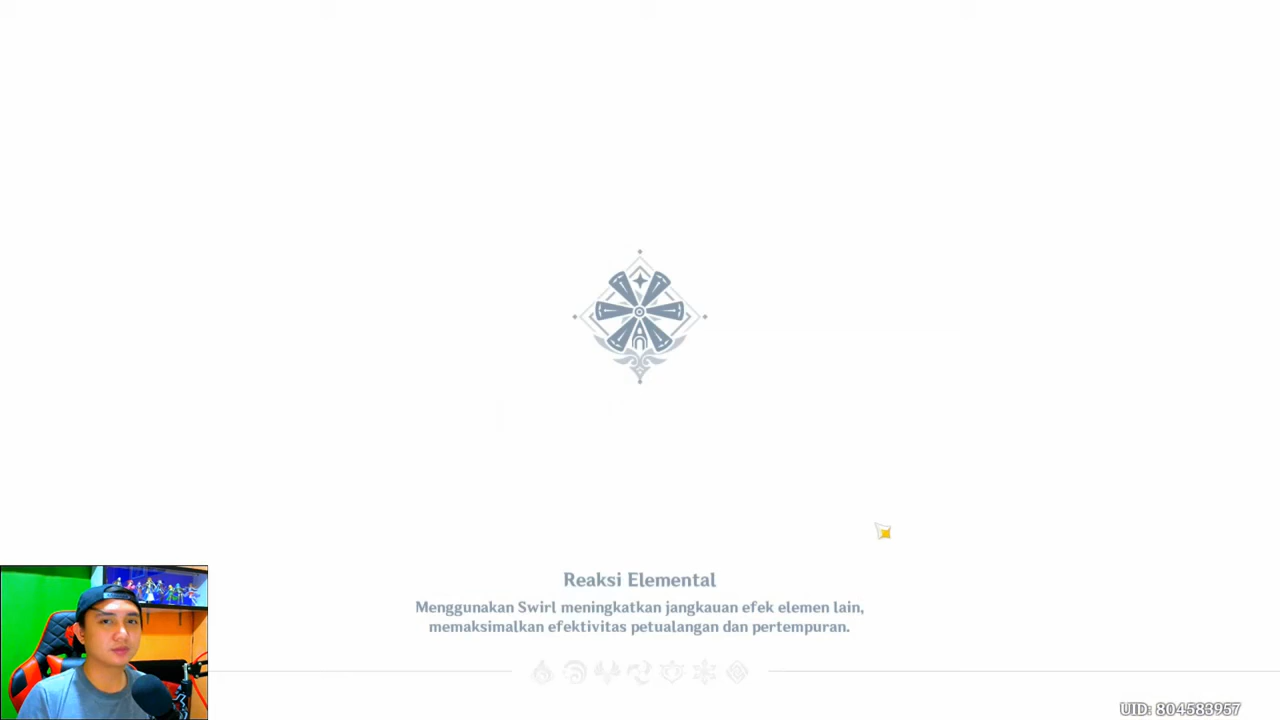 Reaksi Elemental
Menggunakan Swirl meningkatkan jangkauan efek elemen lain,
memaksimalkan efektivitas petualangan dan pertempuran.
UID: 804583957